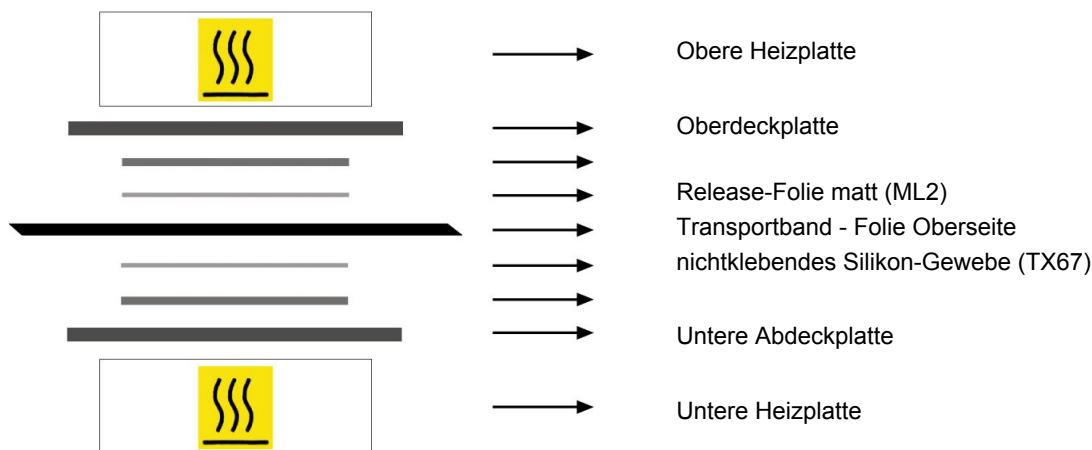 Obere Heizplatte
Oberdeckplatte
Release-Folie matt (ML2)
Transportband - Folie Oberseite
nichtklebendes Silikon-Gewebe (TX67)
Untere Abdeckplatte
Untere Heizplatte